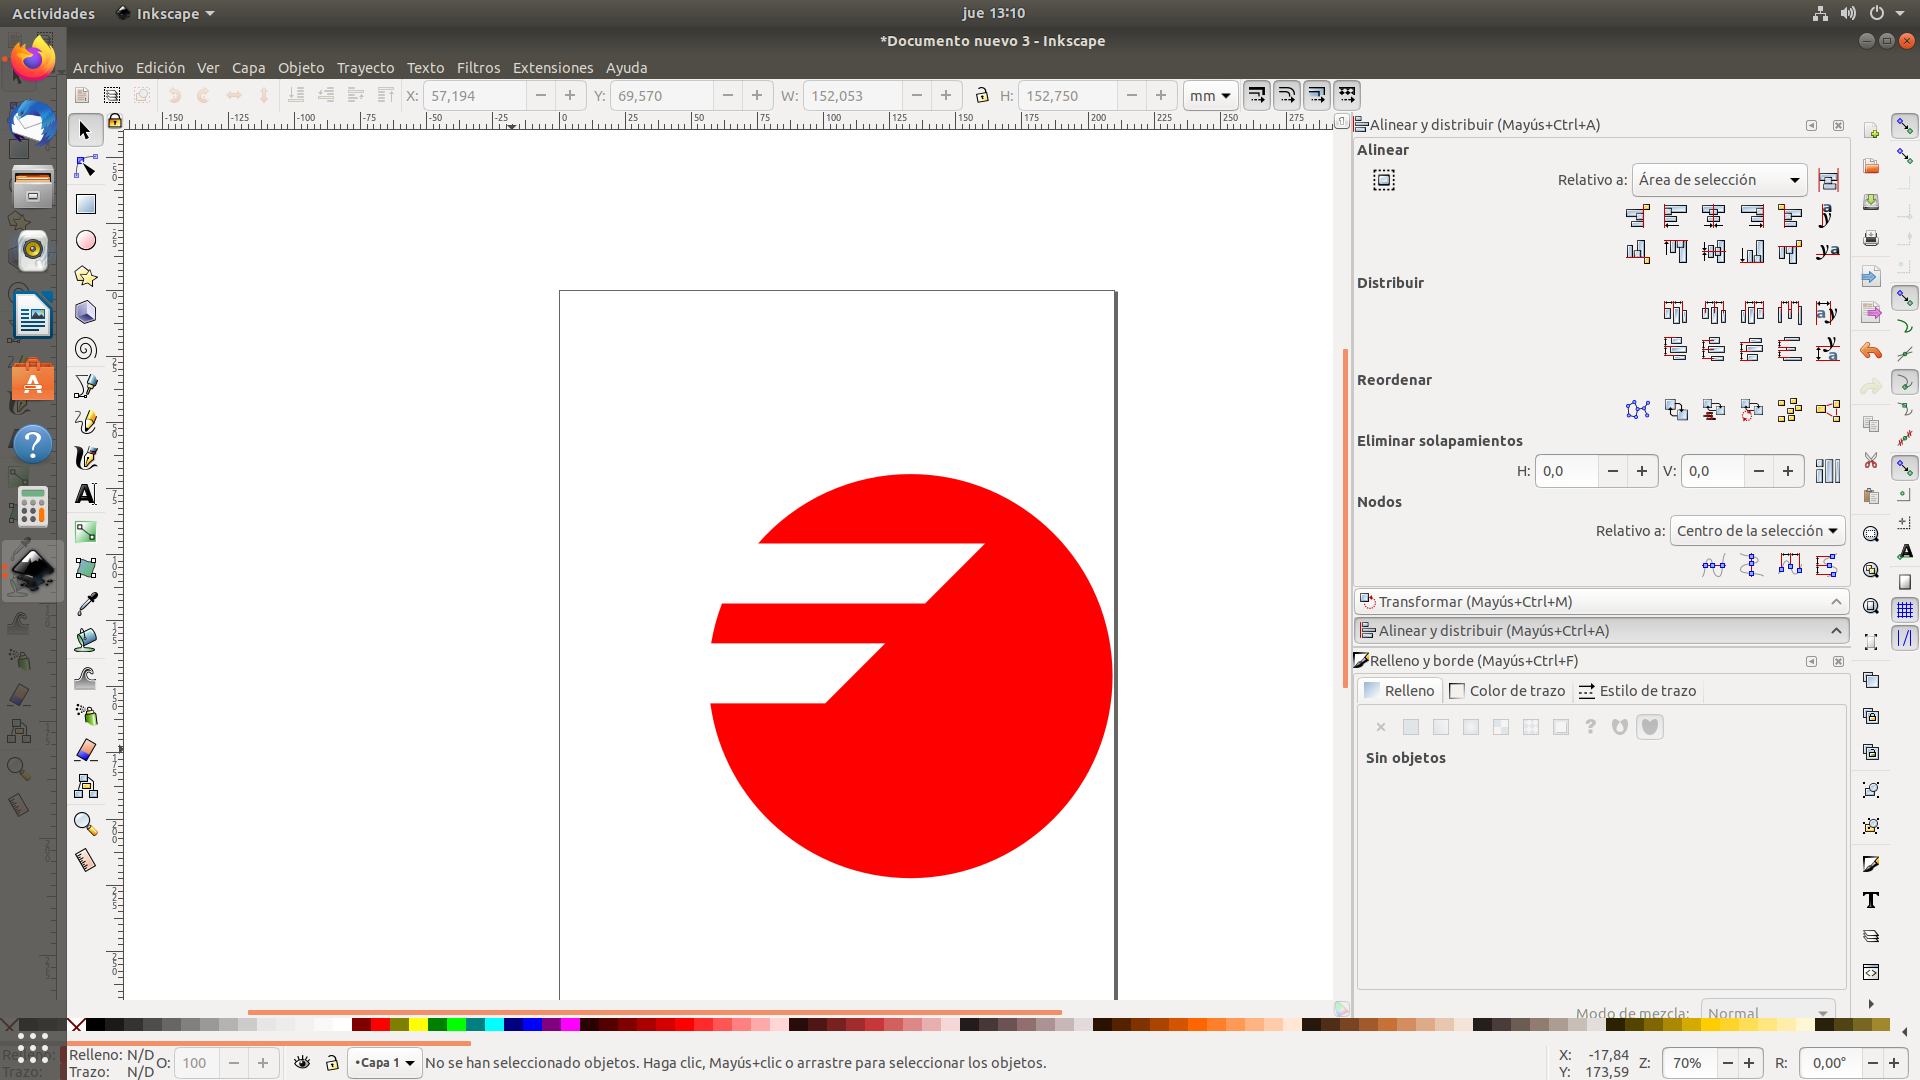 Actividades
Inkscape
jue 13:10
*Documento nuevo 3 - Inkscape
Archivo Edición Ver Capa Objeto Trayecto Texto Filtros Extensiones Ayuda
X: 57,194 Y: 69,570 W: 152,053 H: 152,750 mm
-150 -125 -100 -75 -50 -25 0 25 50 75 100 125 150 175 200 225 250 275
Alinear y distribuir (Mayús+Ctrl+A)
Alinear
Relativo a: Área de selección
Distribuir
Reordenar
Eliminar solapamientos
H: 0,0 V: 0,0
Nodos
Relativo a: Centro de la selección
Transformar (Mayús+Ctrl+M)
Alinear y distribuir (Mayús+Ctrl+A)
Relleno y borde (Mayús+Ctrl+F)
Relleno Color de trazo Estilo de trazo
Sin objetos
Modo de mezcla: Normal
Relleno: N/D
Trazo: N/D
O: 100
•Capa 1
No se han seleccionado objetos. Haga clic, Mayús+clic o arrastre para seleccionar los objetos.
X: -17,84
Y: 173,59
Z: 70%
R: 0,00°